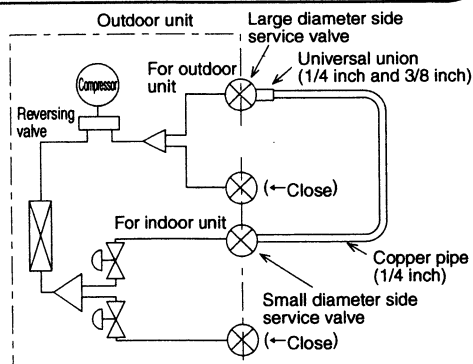 Outdoor unit
Large diameter side
service valve
Universal union
(1/4 inch and 3/8 inch)
For outdoor
unit
Compressor
Reversing
valve
(←Close)
For indoor unit
Copper pipe
(1/4 inch)
Small diameter side
service valve
(←Close)